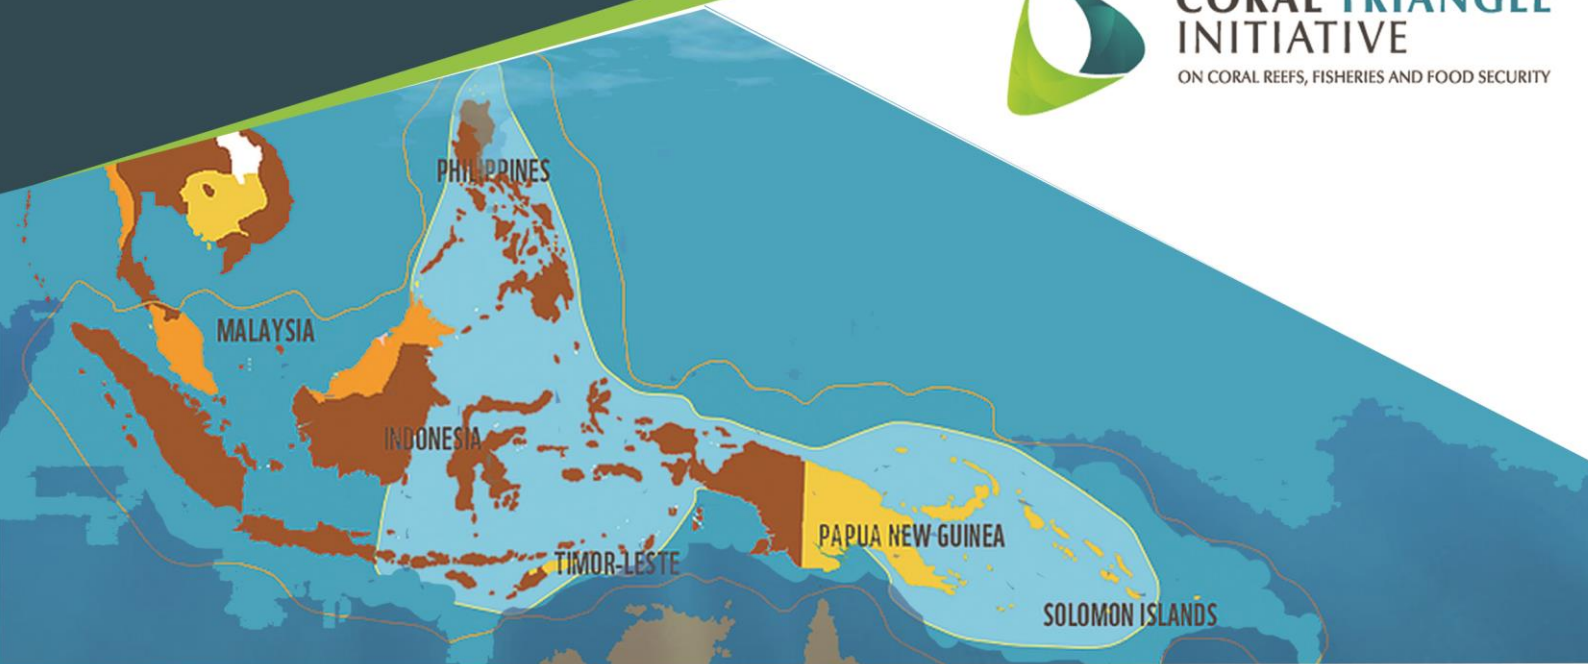 CORAL TRIANGLE
INITIATIVE
ON CORAL REEFS, FISHERIES AND FOOD SECURITY
PHILIPPINES
MALAYSIA
INDONESIA
PAPUA NEW GUINEA
TIMOR-LESTE
SOLOMON ISLANDS